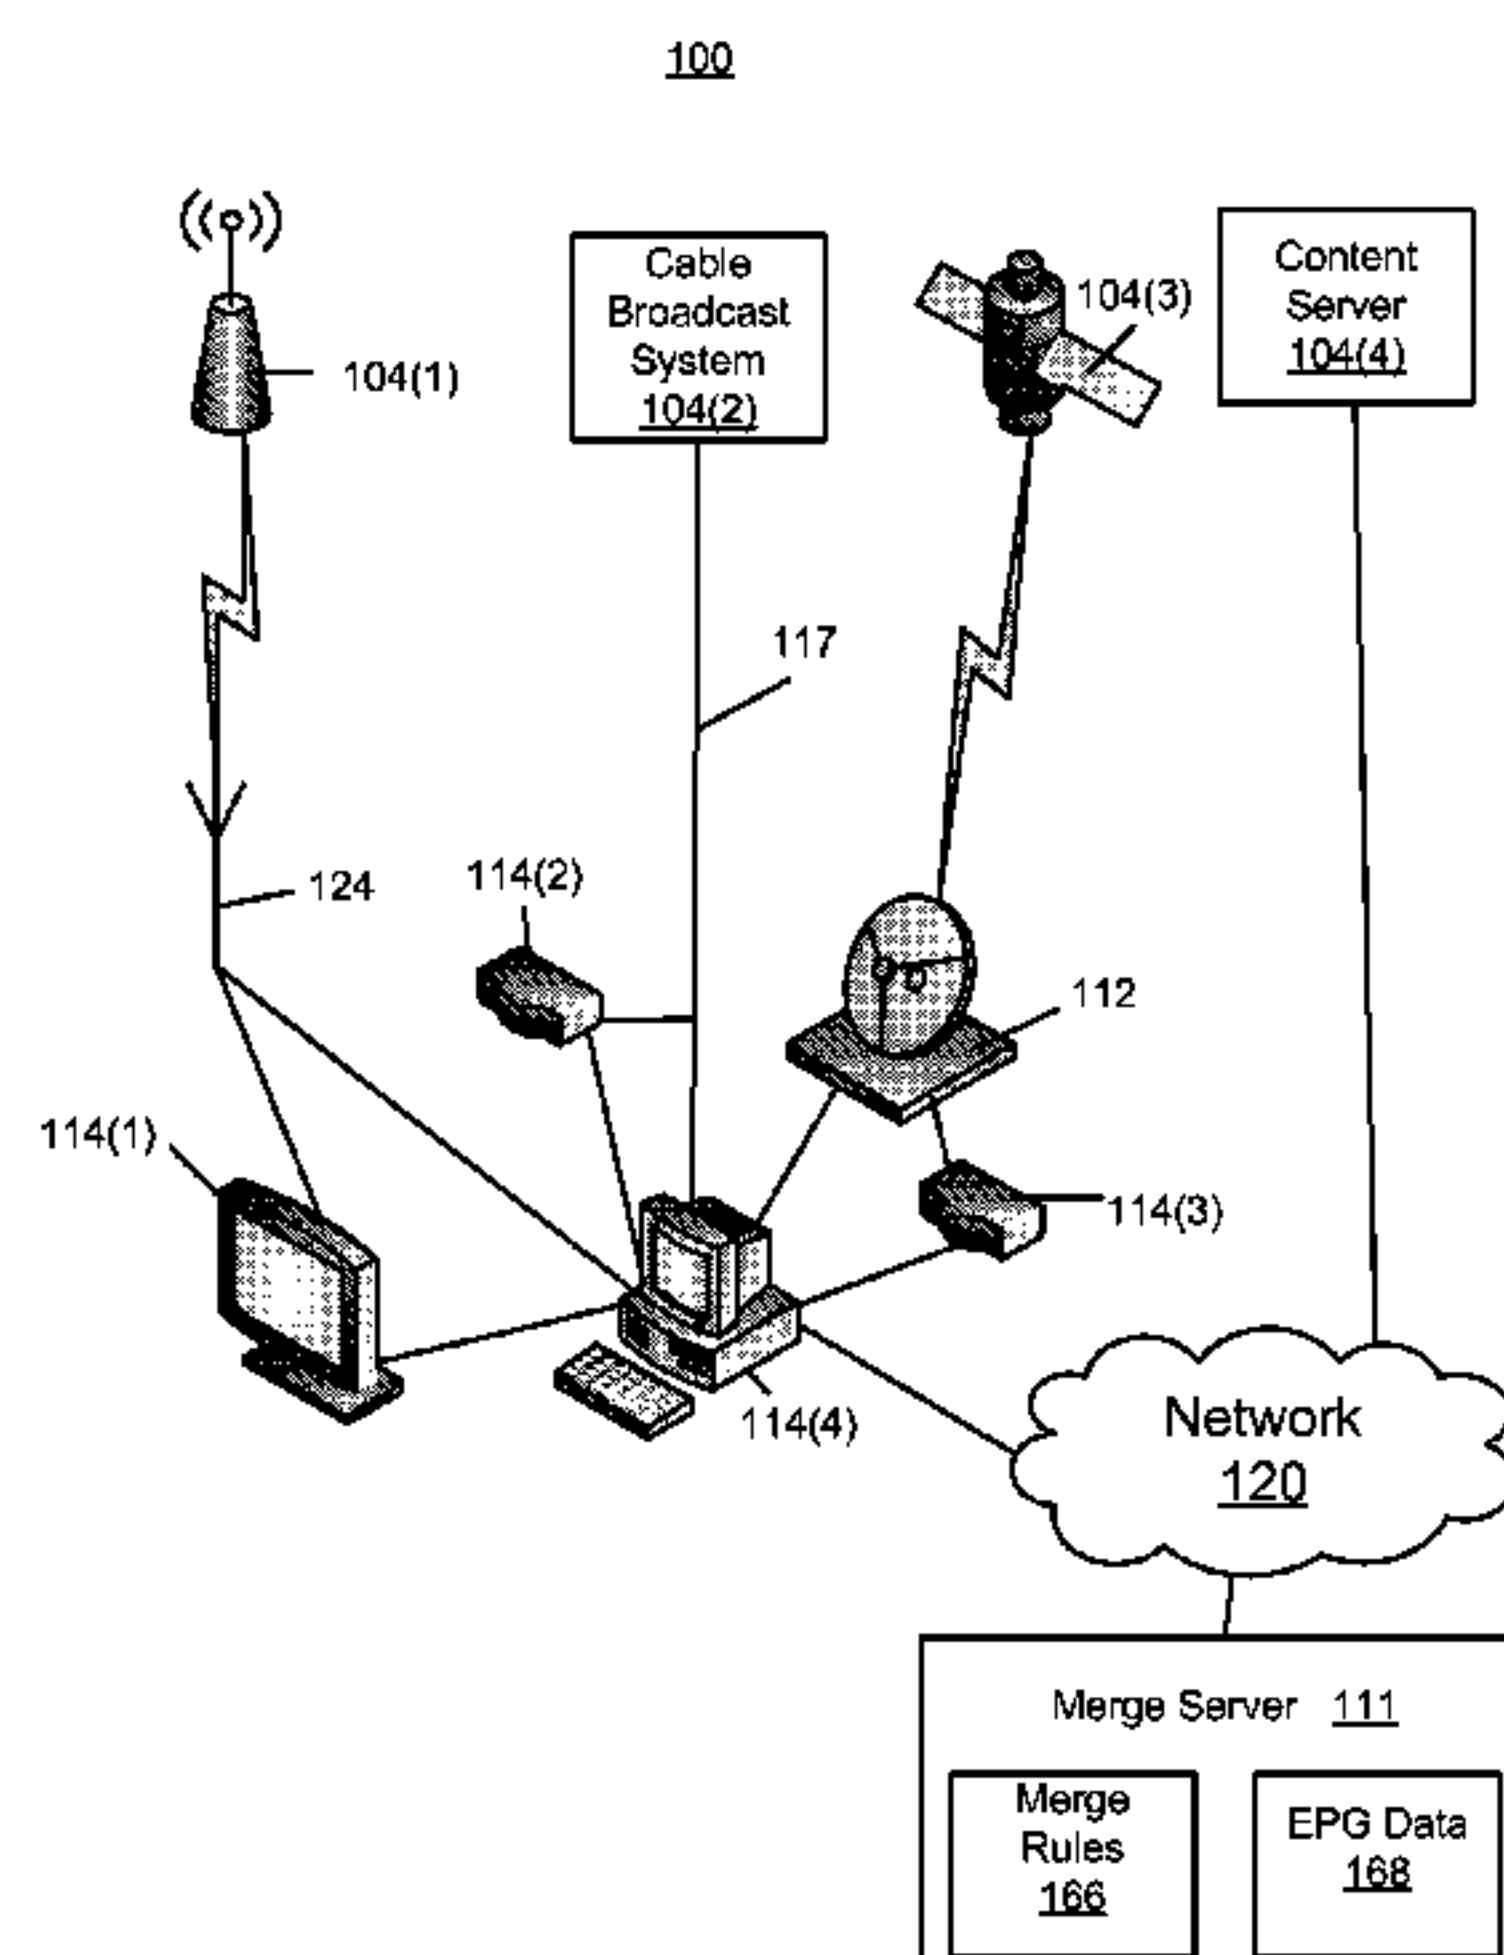 100
Cable
Broadcast
System
104(2)
104(3)
Content
Server
104(4)
104(1)
117
114(2)
124
112
114(1)
114(3)
114(4)
Network
120
Merge Server 111
Merge
Rules
166
EPG Data
168